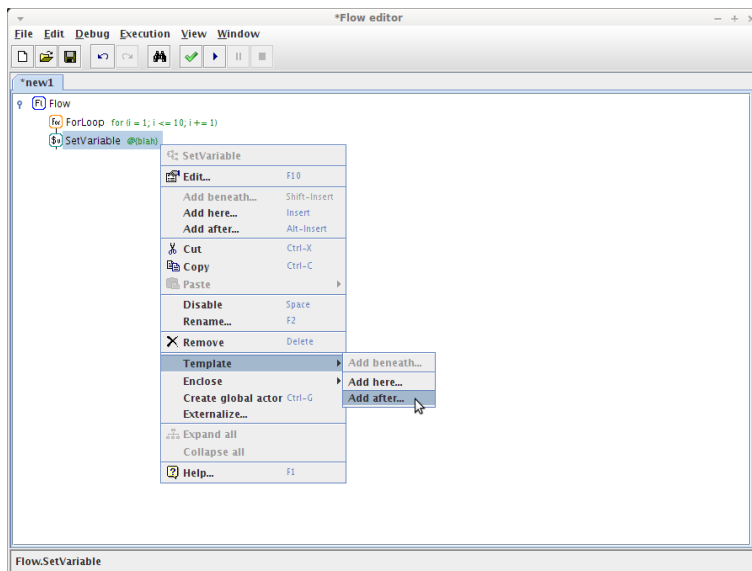 *Flow editor
File Edit Debug Execution View Window
*new1
Fl Flow
for ForLoop for (i = 1; i <= 10; i += 1)
$v SetVariable @{blah}
SetVariable
Edit... F10
Add beneath... Shift-Insert
Add here... Insert
Add after... Alt-Insert
Cut Ctrl-X
Copy Ctrl-C
Paste
Disable Space
Rename... F2
Remove Delete
Template Add beneath...
Enclose Add here...
Create global actor Ctrl-G Add after...
Externalize...
Expand all
Collapse all
Help... F1
Flow.SetVariable